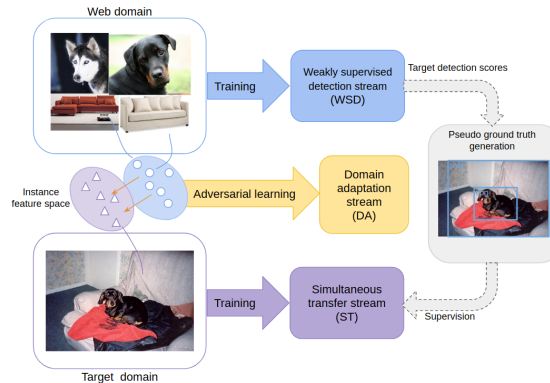 Web domain
Training
Weakly supervised
detection stream
(WSD)
Target detection scores
Pseudo ground truth
generation
Instance
feature space
Adversarial learning
Domain
adaptation
stream
(DA)
Training
Simultaneous
transfer stream
(ST)
Supervision
Target domain